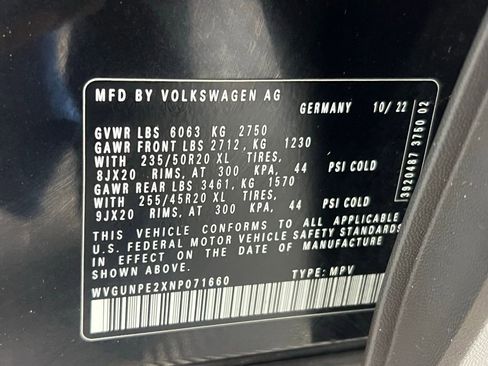 MFD BY VOLKSWAGEN AG
GERMANY 10/22
GVWR LBS 6063 KG 2750
GAWR FRONT LBS 2712, KG 1230
WITH 235/50R20 XL TIRES,
8JX20 RIMS, AT 300 KPA, 44 PSI COLD
GAWR REAR LBS 3461, KG 1570
WITH 255/45R20 XL TIRES,
9JX20 RIMS, AT 300 KPA, 44 PSI COLD
THIS VEHICLE CONFORMS TO ALL APPLICABLE
U.S. FEDERAL MOTOR VEHICLE SAFETY STANDARDS
IN EFFECT ON THE DATE OF MANUFACTURE
SHOWN ABOVE.
WVGUNPE2XNP071660
TYPE: MPV
3920487 3750 02